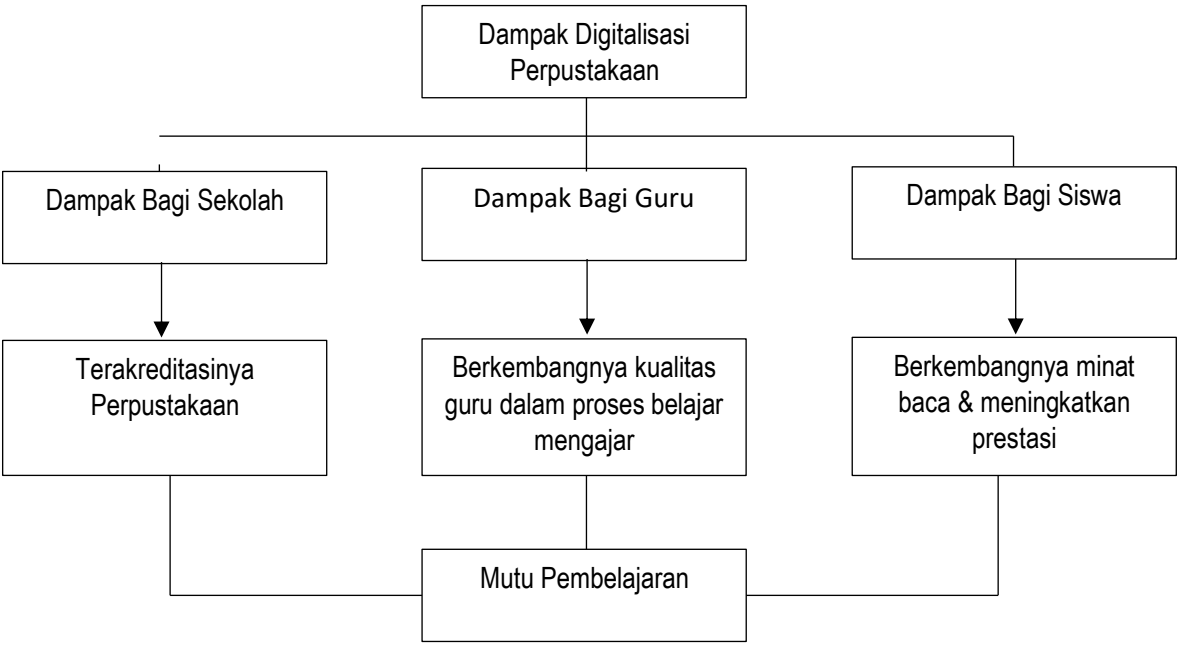 Dampak Digitalisasi
Perpustakaan
Dampak Bagi Sekolah
Dampak Bagi Guru
Dampak Bagi Siswa
Terakreditasinya
Perpustakaan
Berkembangnya kualitas
guru dalam proses belajar
mengajar
Berkembangnya minat
baca & meningkatkan
prestasi
Mutu Pembelajaran